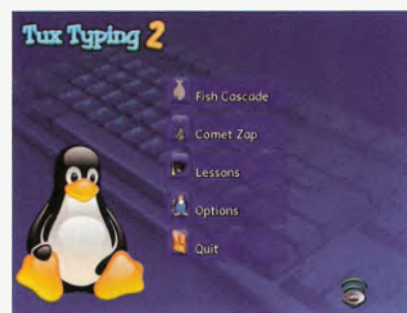 Tux Typing 2
Fish Cascade
Comet Zap
Lessons
Options
Quit